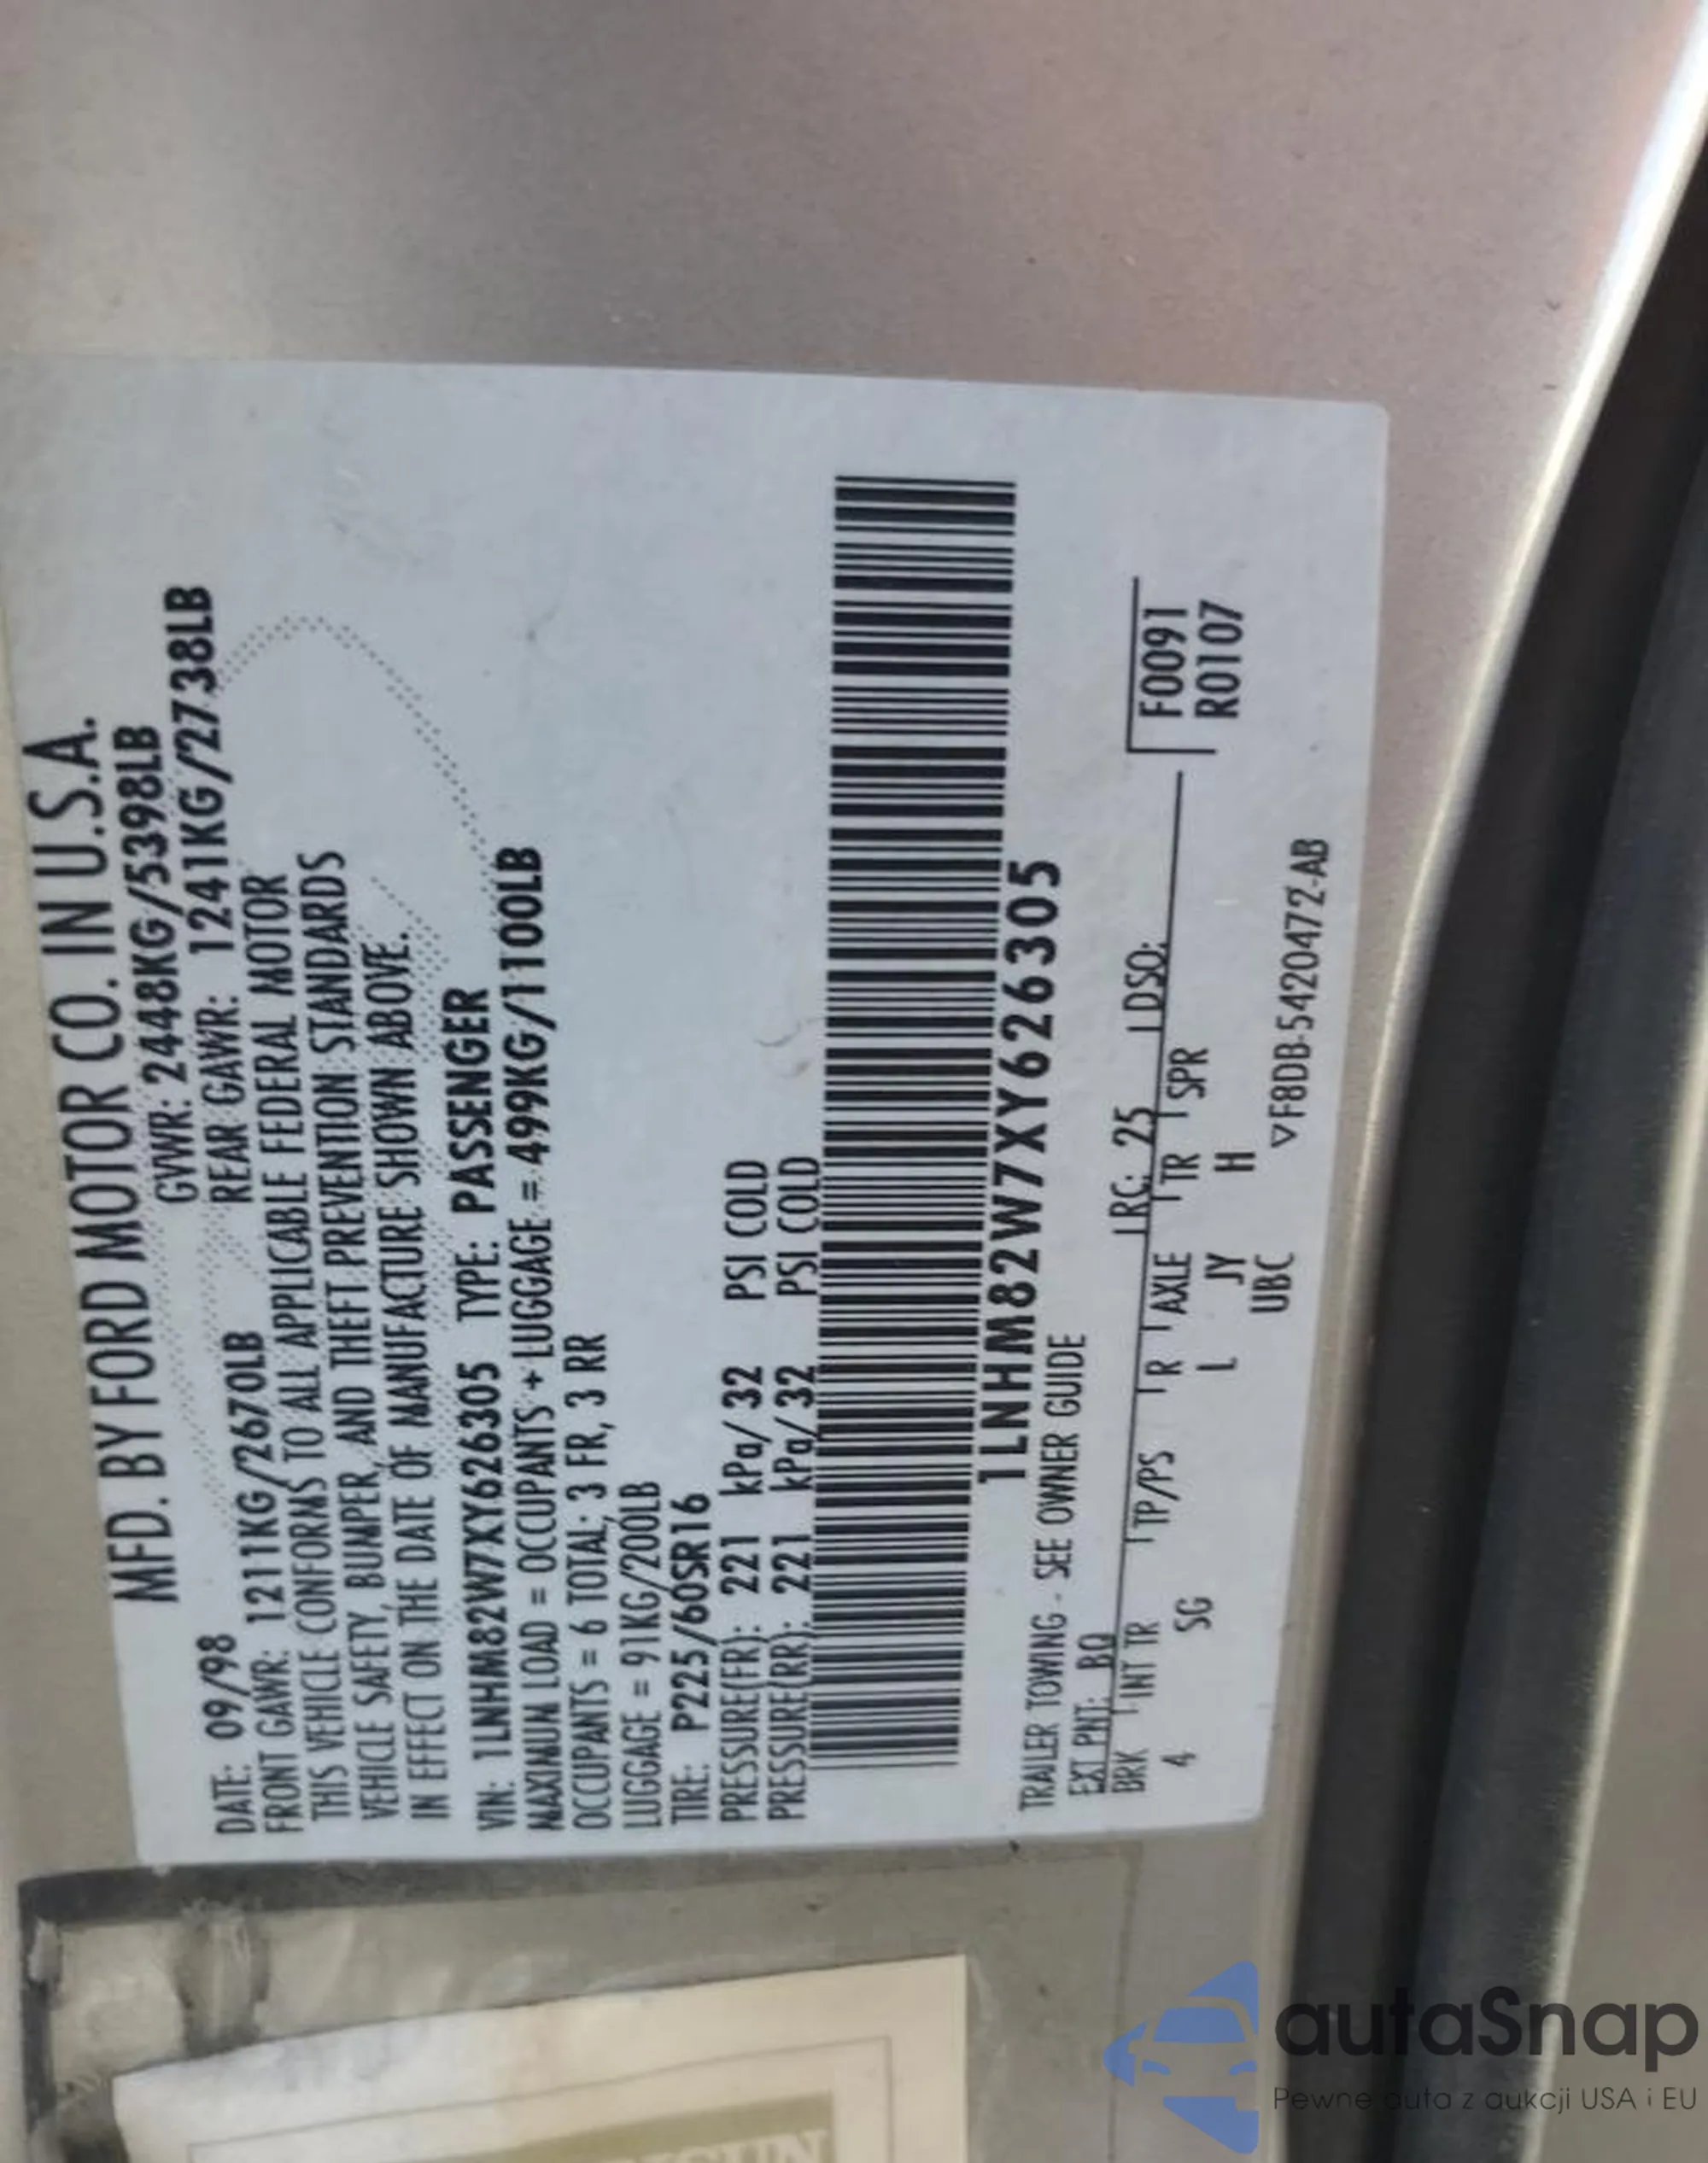 MFD. BY FORD MOTOR CO. IN U.S.A.
DATE: 09/98 GVWR: 2448KG/5398LB
FRONT GAWR: 1211KG/2670LB REAR GAWR: 1241KG/2738LB
THIS VEHICLE CONFORMS TO ALL APPLICABLE FEDERAL MOTOR
VEHICLE SAFETY, BUMPER, AND THEFT PREVENTION STANDARDS
IN EFFECT ON THE DATE OF MANUFACTURE SHOWN ABOVE.
VIN: 1LNHM82W7XY626305 TYPE: PASSENGER
MAXIMUM LOAD = OCCUPANTS + LUGGAGE = 499KG/1100LB
OCCUPANTS = 6 TOTAL; 3 FR, 3 RR
LUGGAGE = 91KG/200LB
TIRE: P225/60SR16
PRESSURE(FR): 221 kPa/ 32 PSI COLD
PRESSURE(RR): 221 kPa/ 32 PSI COLD
1LNHM82W7XY626305
TRAILER TOWING - SEE OWNER GUIDE
EXT PNT: BQ RC: 25 DSO:
BRK INT TR TP/PS R AXLE TR SPR
4 SG L JY H
UBC
F0091
R0107
▽F8DB-5420472-AB
autaSnap
Pewne auta z aukcji USA i EU